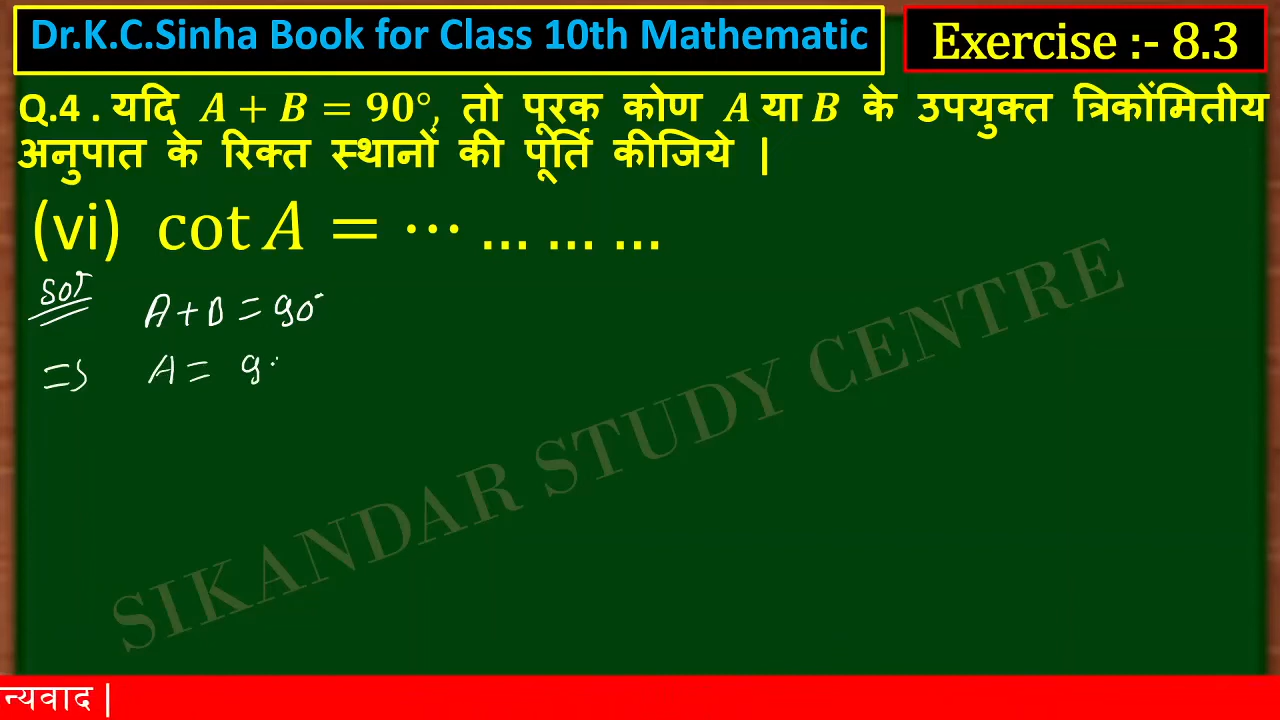 Dr.K.C.Sinha Book for Class 10th Mathematic
Exercise :- 8.3
Q.4 . यदि A + B = 90°, तो पूरक कोण A या B के उपयुक्त त्रिकोंमितीय
अनुपात के रिक्त स्थानों की पूर्ति कीजिये |
(vi) cot A = ⋯ … … …
Sol
A+B = 90°
=> A = 9
SIKANDAR STUDY CENTRE
न्यवाद |